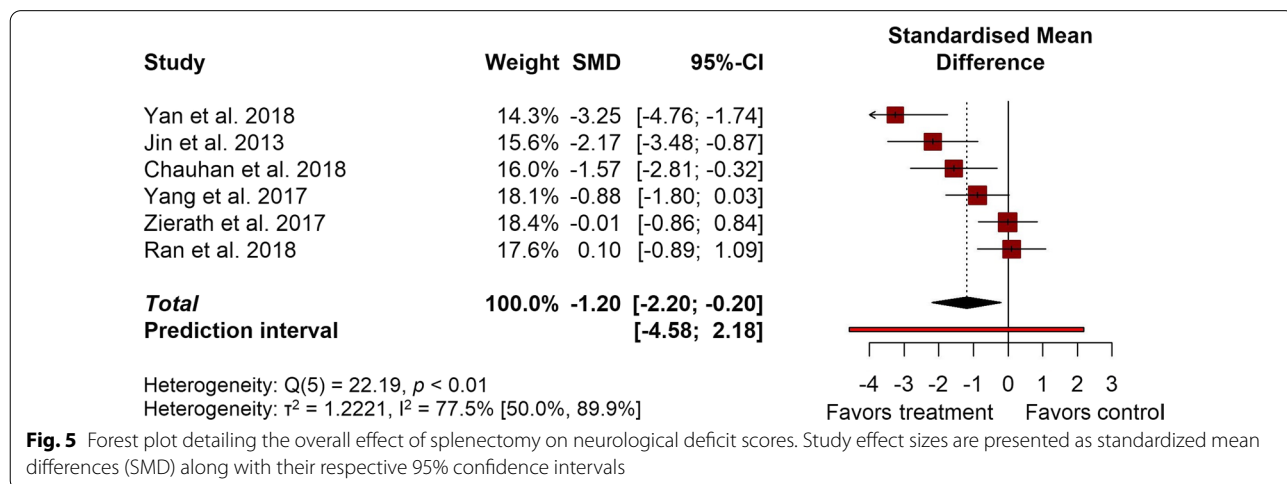 Standardised Mean
Study Weight SMD 95%-CI Difference
Yan et al. 2018 14.3% -3.25 [-4.76; -1.74]
Jin et al. 2013 15.6% -2.17 [-3.48; -0.87]
Chauhan et al. 2018 16.0% -1.57 [-2.81; -0.32]
Yang et al. 2017 18.1% -0.88 [-1.80; 0.03]
Zierath et al. 2017 18.4% -0.01 [-0.86; 0.84]
Ran et al. 2018 17.6% 0.10 [-0.89; 1.09]
Total 100.0% -1.20 [-2.20; -0.20]
Prediction interval [-4.58; 2.18]
-4 -3 -2 -1 0 1 2 3
Heterogeneity: Q(5) = 22.19, p < 0.01
Heterogeneity: τ² = 1.2221, I² = 77.5% [50.0%, 89.9%]
Favors treatment Favors control
Fig. 5 Forest plot detailing the overall effect of splenectomy on neurological deficit scores. Study effect sizes are presented as standardized mean
differences (SMD) along with their respective 95% confidence intervals